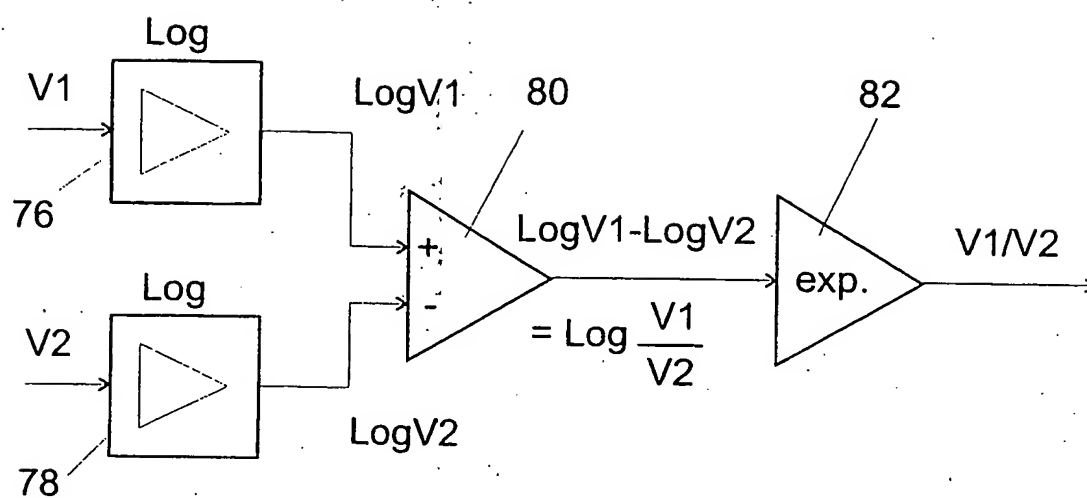 Log
V1
LogV1
80
82
76
+
LogV1-LogV2
V1/V2
exp.
-
= Log V1
V2
Log
V2
LogV2
78